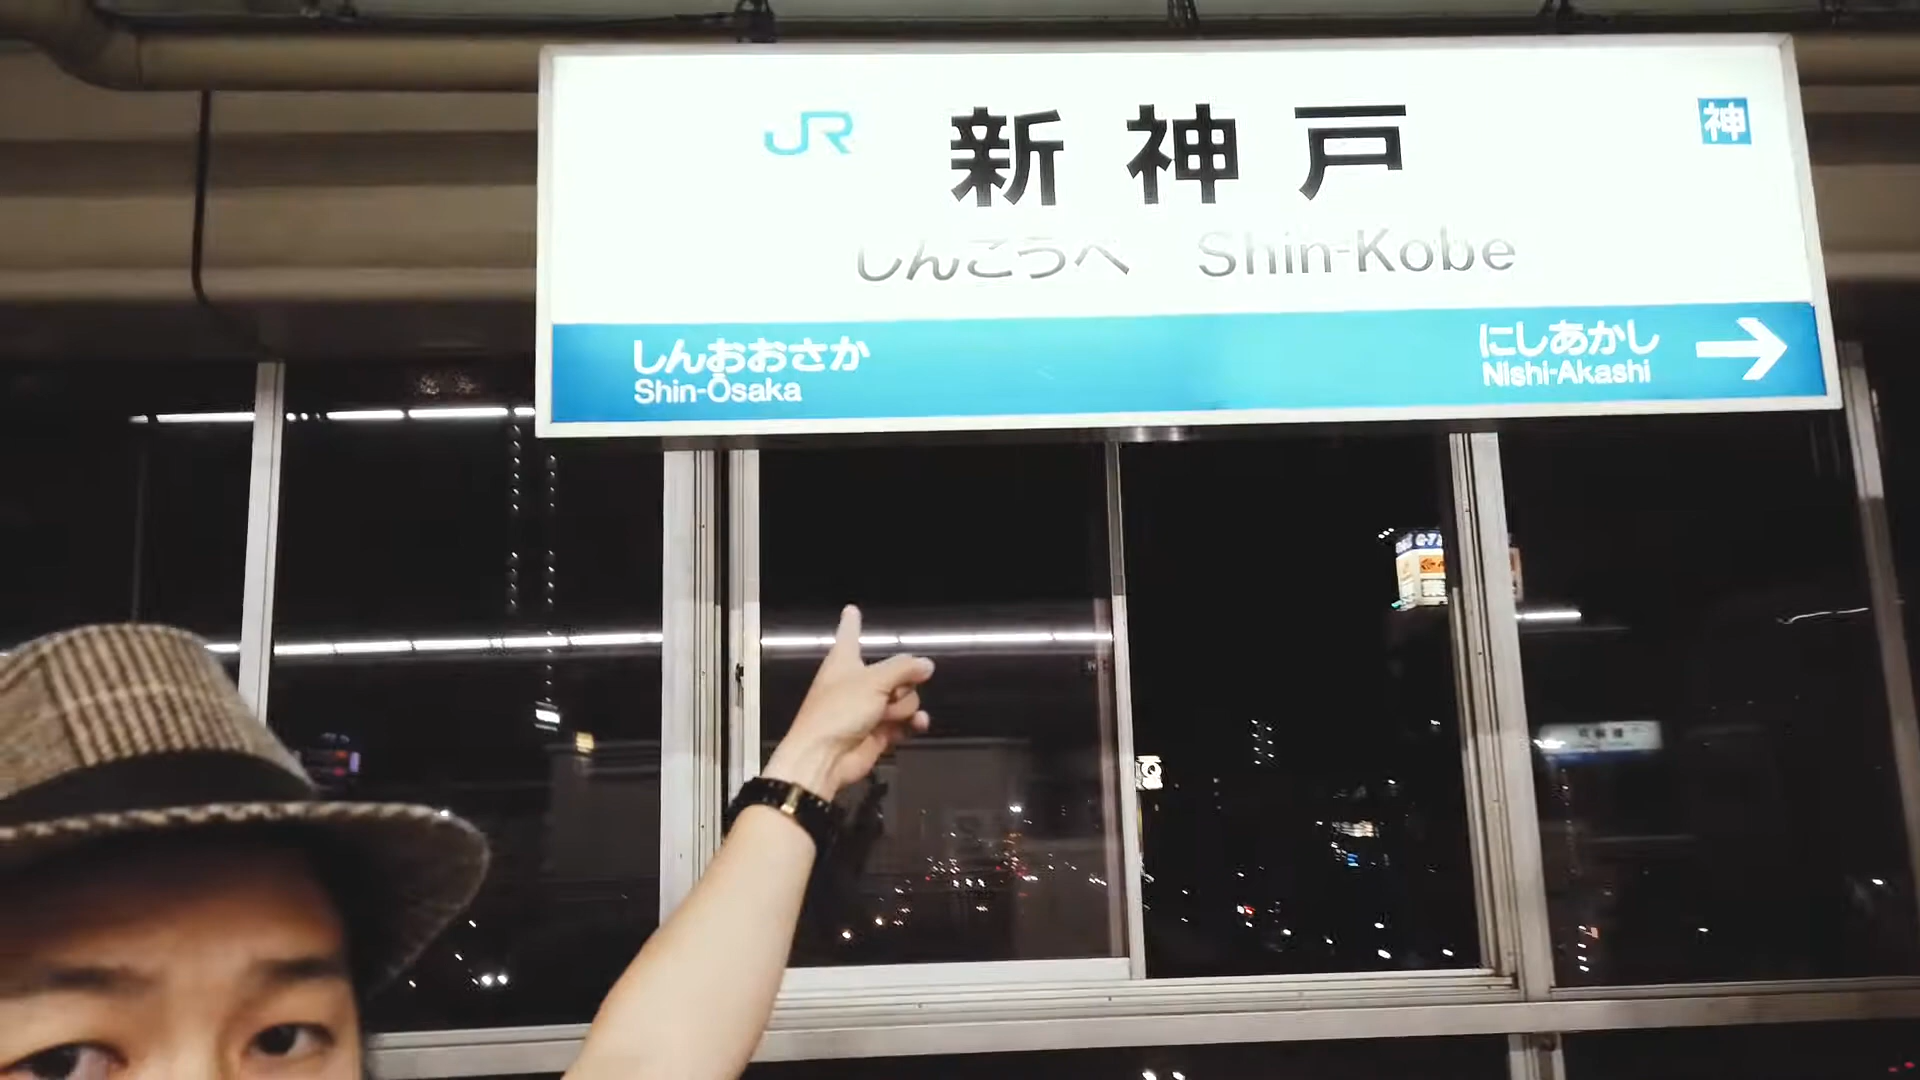 JR 新神戸 神
しんこうべ Shin-Kobe
しんおおさか
Shin-Ōsaka
にしあかし
Nishi-Akashi